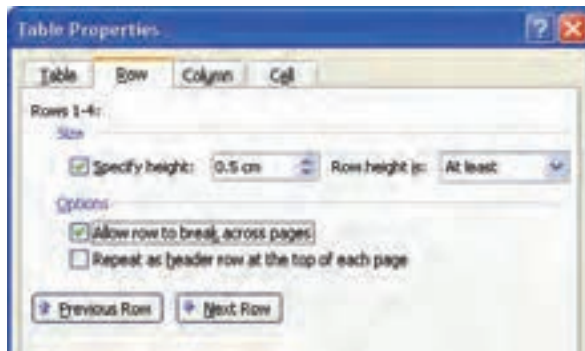 Table Properties
Table Row Column Cell
Rows 1-4:
Size
Specify height: 0.5 cm Row height is: At least
Options
Allow row to break across pages
Repeat as header row at the top of each page
Previous Row Next Row